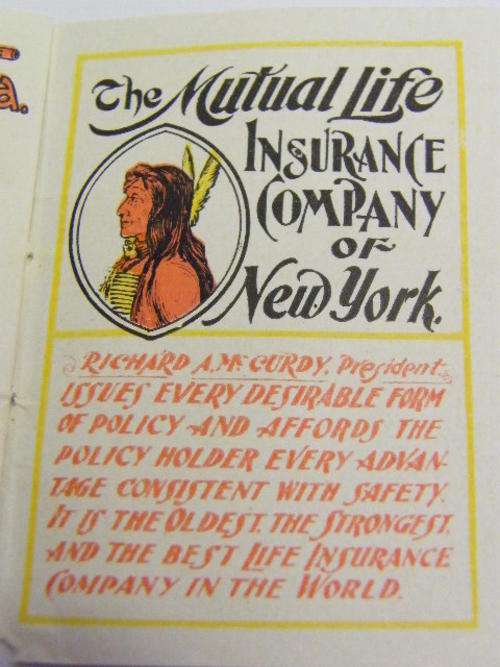 a.
The Mutual Life
INSURANCE
COMPANY
OF
New York.
RICHARD A. McCURDY, President.
ISSUES EVERY DESIRABLE FORM
OF POLICY AND AFFORDS THE
POLICY HOLDER EVERY ADVAN-
TAGE CONSISTENT WITH SAFETY.
IT IS THE OLDEST, THE STRONGEST,
AND THE BEST LIFE INSURANCE
COMPANY IN THE WORLD.